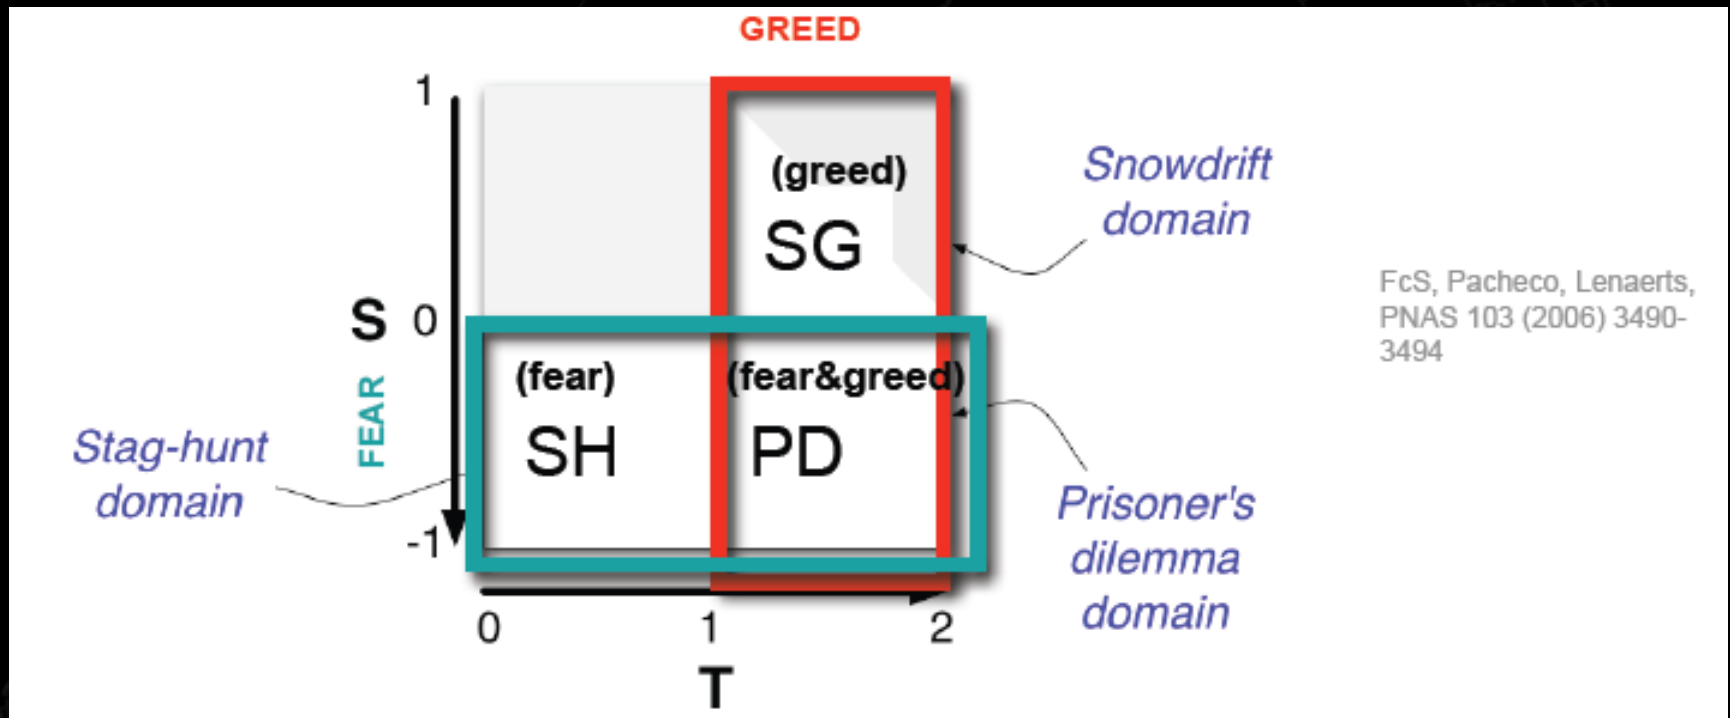 GREED
1
(greed)
SG
Snowdrift
domain
FcS, Pacheco, Lenaerts,
PNAS 103 (2006) 3490-
3494
S 0
FEAR
(fear)
SH
(fear&greed)
PD
Stag-hunt
domain
Prisoner's
dilemma
domain
-1
0 1 2
T